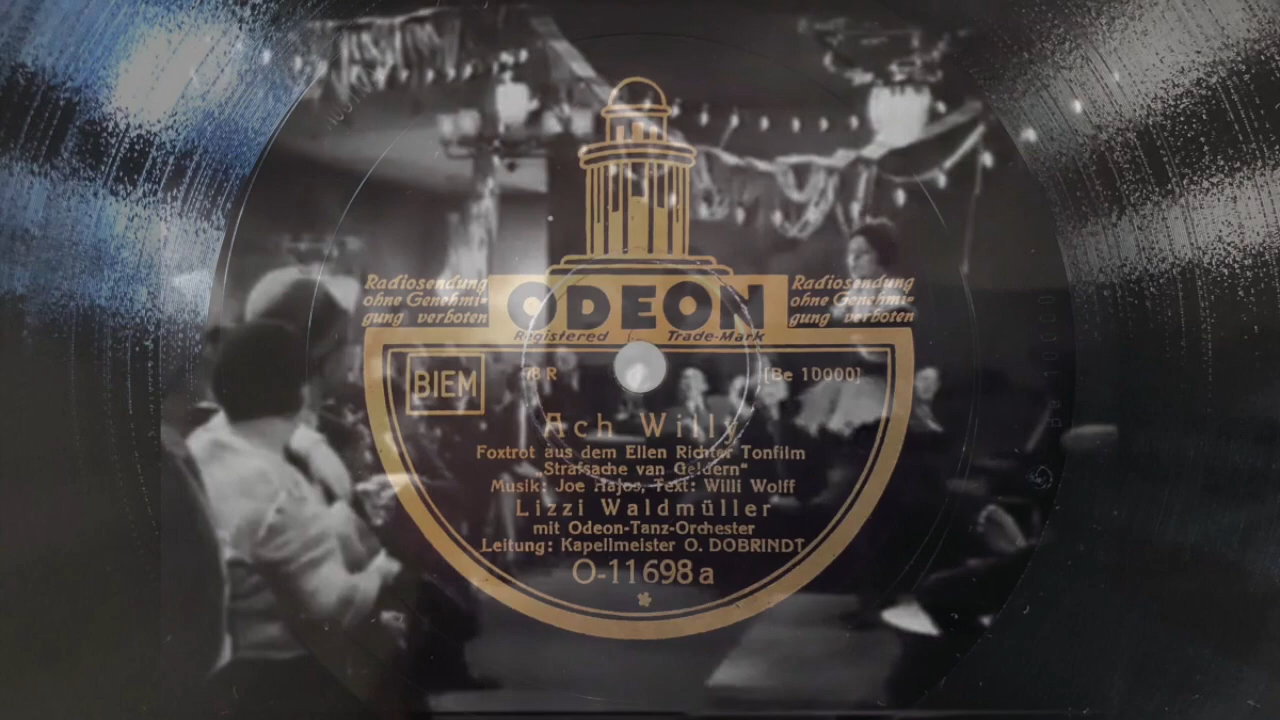 Radiosendung
ohne Genehmi-
gung verboten
ODEON
Radiosendung
ohne Genehmi-
gung verboten
Registered Trade-Mark
BIEM
[Be 10000]
Ach Willy
Foxtrot aus dem Ellen Richter Tonfilm
„Strafsache van Geldern“
Musik: Joe Hajos, Text: Willi Wolff
Lizzi Waldmüller
mit Odeon-Tanz-Orchester
Leitung: Kapellmeister O. DOBRINDT
O-11698a